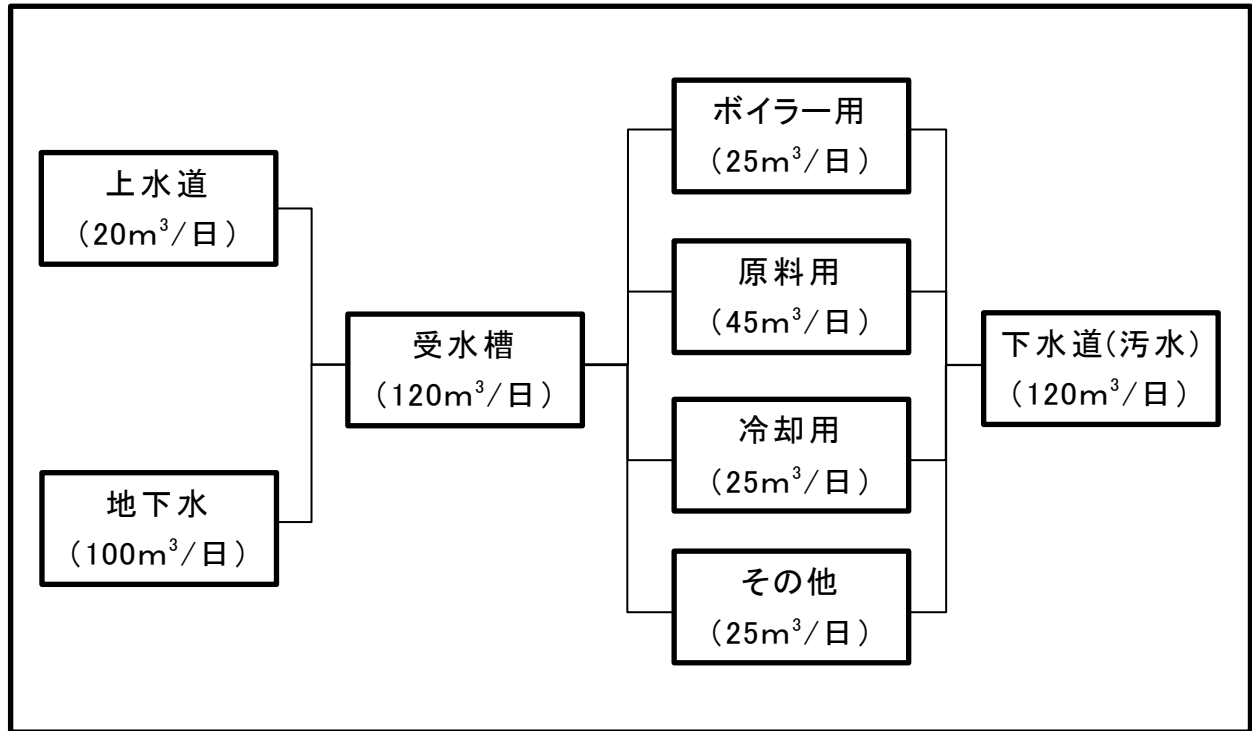 上水道
（20m³/日）
地下水
（100m³/日）
受水槽
（120m³/日）
ボイラー用
（25m³/日）
原料用
（45m³/日）
冷却用
（25m³/日）
その他
（25m³/日）
下水道(汚水)
（120m³/日）